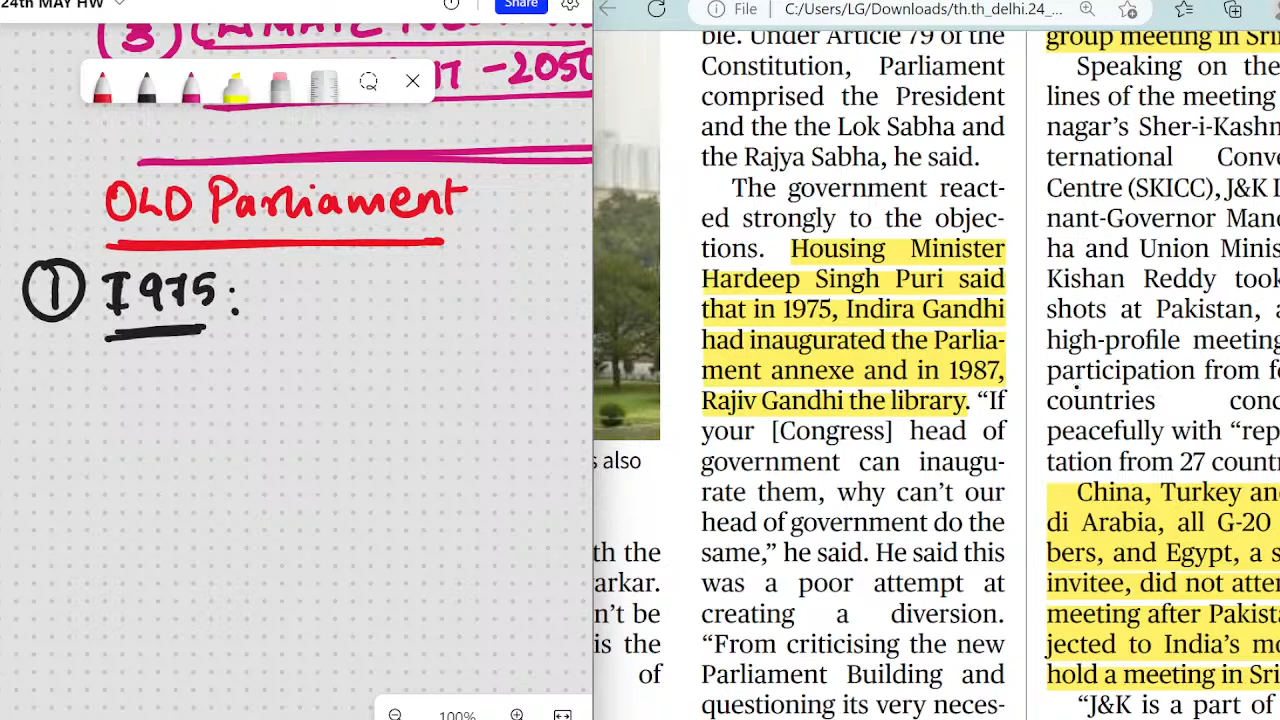 24th MAY HW
Share
File
C:/Users/LG/Downloads/th.th_delhi.24_...
(3) CLIMATE
-2050
OLD Parliament
① 1975:
100%
s also
th the
arkar.
n't be
is the
of
ble. Under Article 79 of the
Constitution, Parliament
comprised the President
and the the Lok Sabha and
the Rajya Sabha, he said.
The government react-
ed strongly to the objec-
tions. Housing Minister
Hardeep Singh Puri said
that in 1975, Indira Gandhi
had inaugurated the Parlia-
ment annexe and in 1987,
Rajiv Gandhi the library. “If
your [Congress] head of
government can inaugu-
rate them, why can’t our
head of government do the
same,” he said. He said this
was a poor attempt at
creating a diversion.
“From criticising the new
Parliament Building and
questioning its very neces-
group meeting in Sri
Speaking on the
lines of the meeting
nagar’s Sher-i-Kashm
ternational Conve
Centre (SKICC), J&K L
nant-Governor Mano
ha and Union Minis
Kishan Reddy took
shots at Pakistan, a
high-profile meeting
participation from fo
countries conc
peacefully with “rep
tation from 27 countr
China, Turkey and
di Arabia, all G-20
bers, and Egypt, a s
invitee, did not atten
meeting after Pakista
jected to India’s mo
hold a meeting in Sri
“J&K is a part of